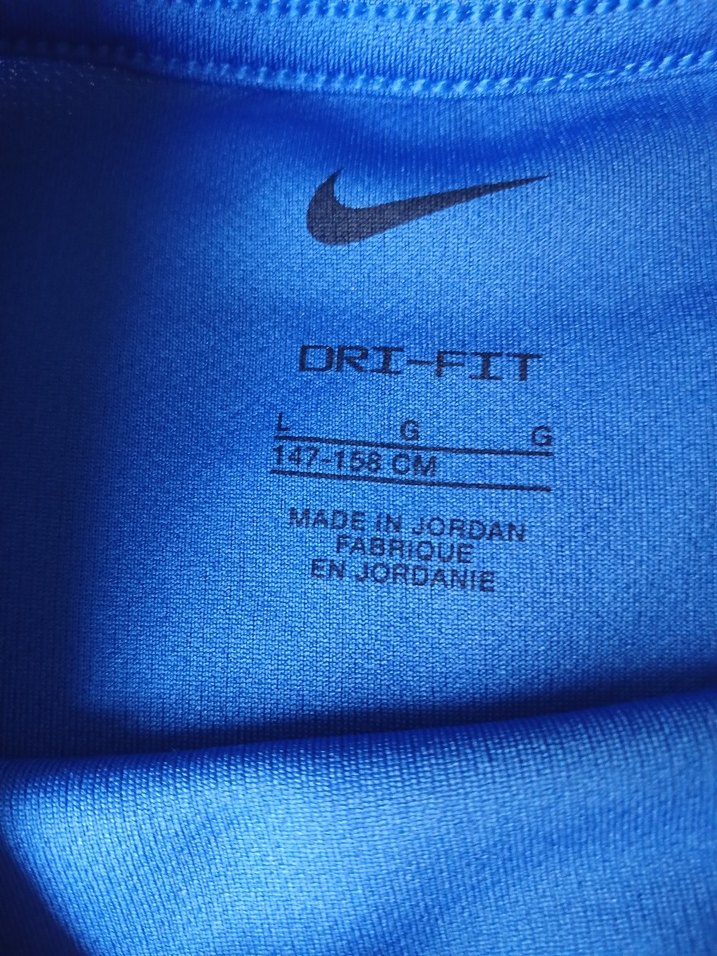 DRI-FIT
L G G
147-158 CM
MADE IN JORDAN
FABRIQUE
EN JORDANIE